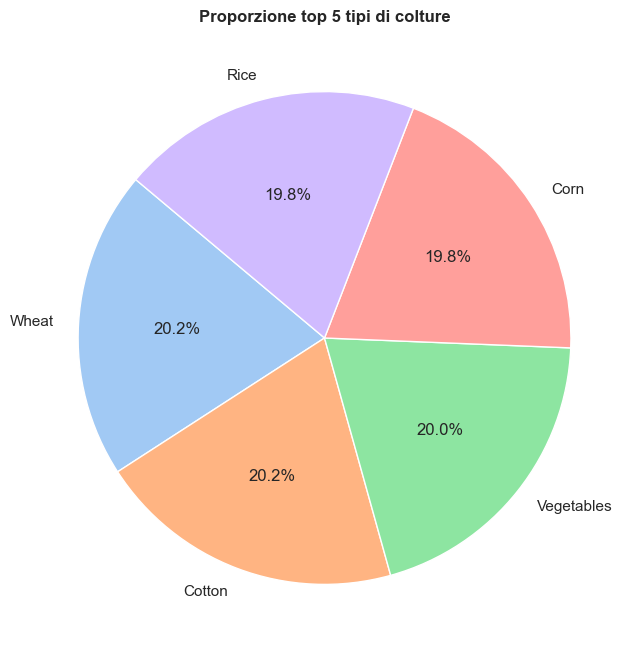 Proporzione top 5 tipi di colture
Rice
Corn
19.8%
19.8%
Wheat
20.2%
20.0%
20.2%
Vegetables
Cotton